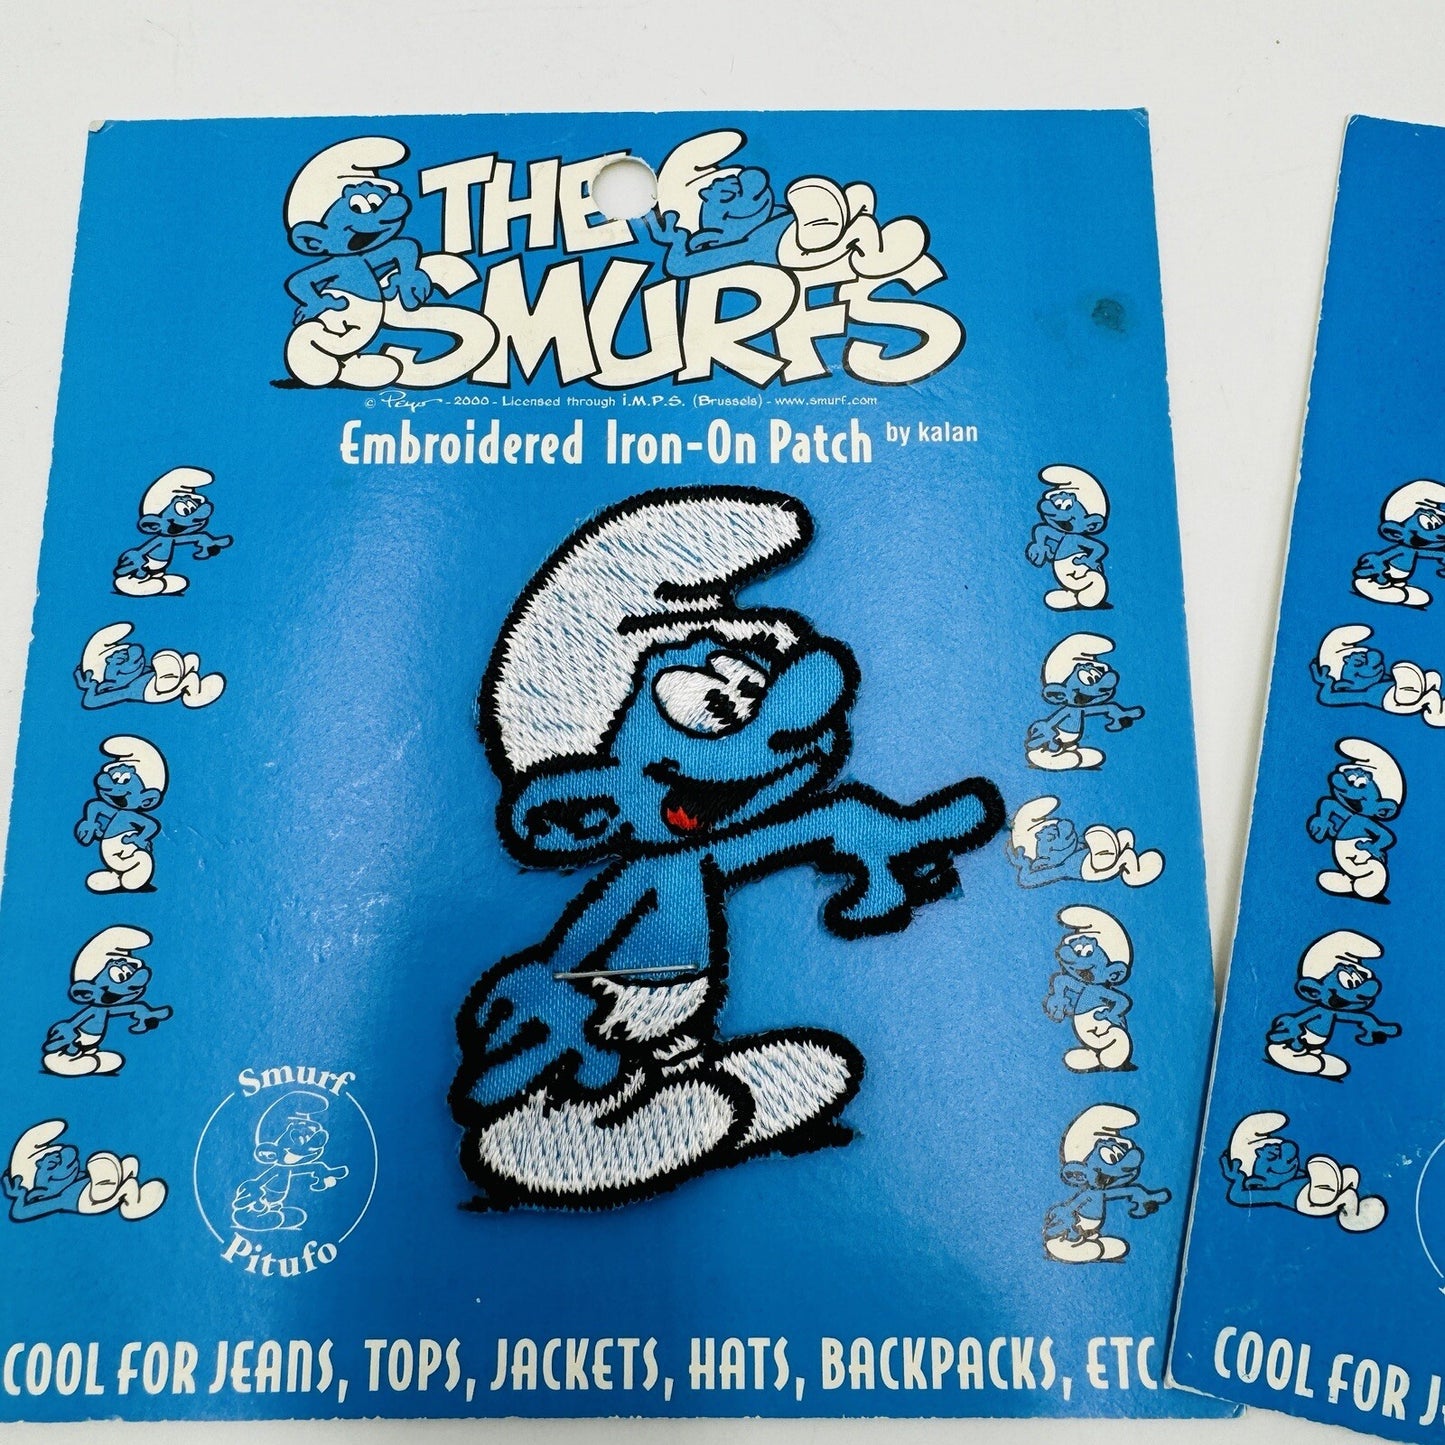 THE
SMURFS
© Peyo - 2000 - Licensed through I.M.P.S. (Brussels) - www.smurf.com
Embroidered Iron-On Patch by kalan
Smurf
Pitufo
COOL FOR JEANS, TOPS, JACKETS, HATS, BACKPACKS, ETC.
COOL FOR J